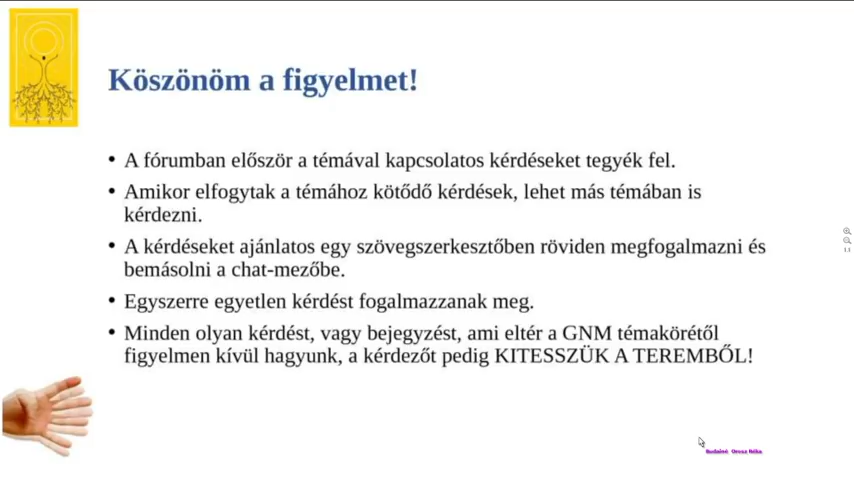 Köszönöm a figyelmet!
• A fórumban először a témával kapcsolatos kérdéseket tegyék fel.
• Amikor elfogytak a témához kötődő kérdések, lehet más témában is
kérdezni.
• A kérdéseket ajánlatos egy szövegszerkesztőben röviden megfogalmazni és
bemásolni a chat-mezőbe.
• Egyszerre egyetlen kérdést fogalmazzanak meg.
• Minden olyan kérdést, vagy bejegyzést, ami eltér a GNM témakörétől
figyelmen kívül hagyunk, a kérdezőt pedig KITESSZÜK A TEREMBŐL!
Orosz Réka